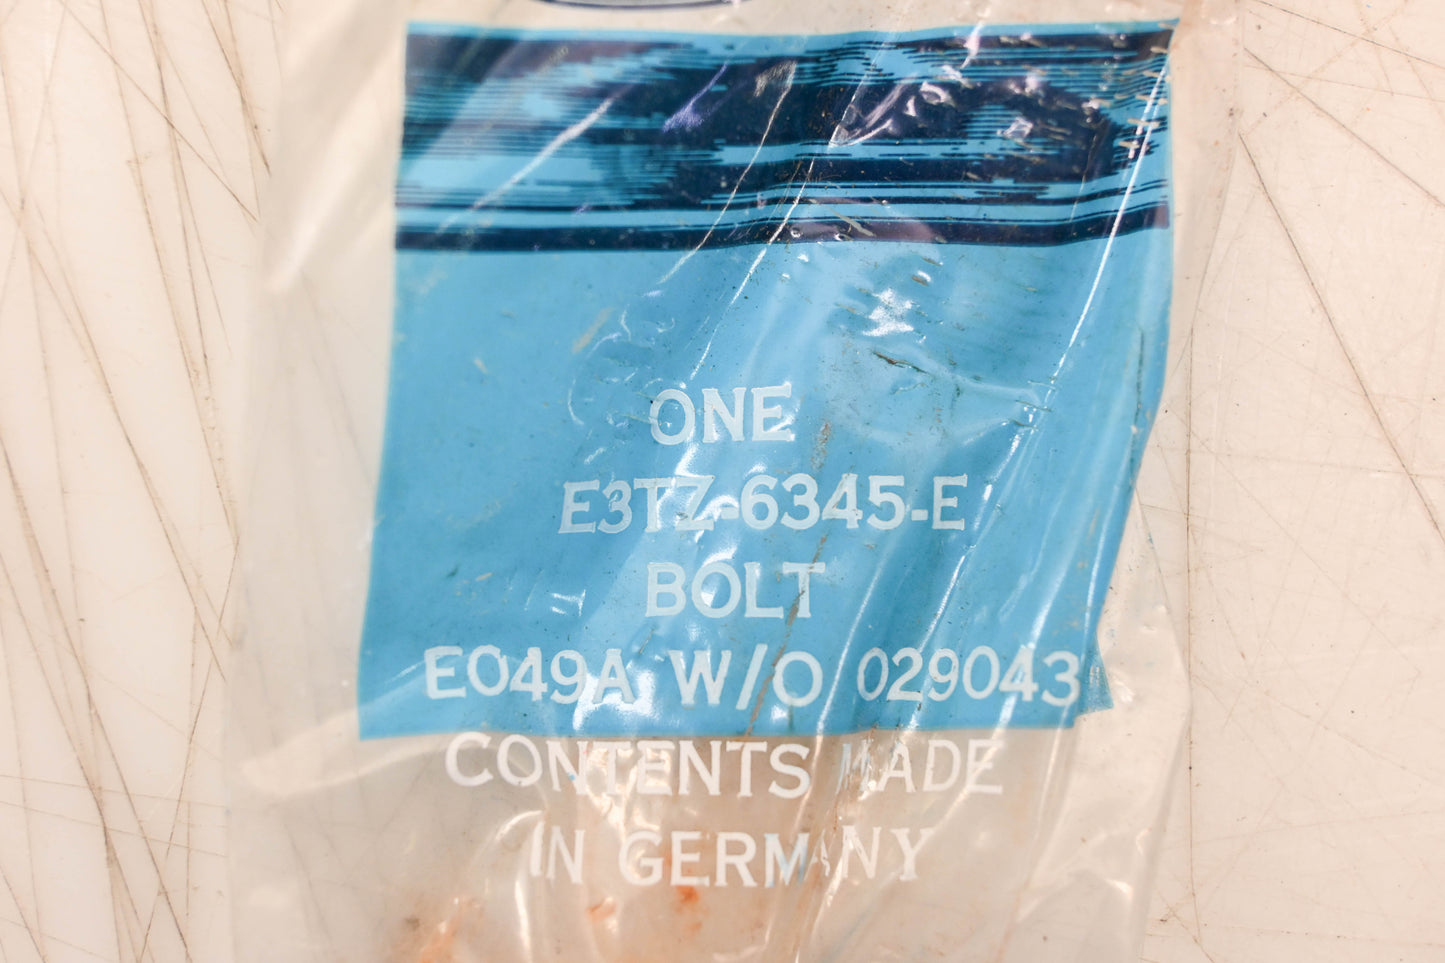 ONE
E3TZ-6345-E
BOLT
E049A W/O 029043
CONTENTS MADE
IN GERMANY